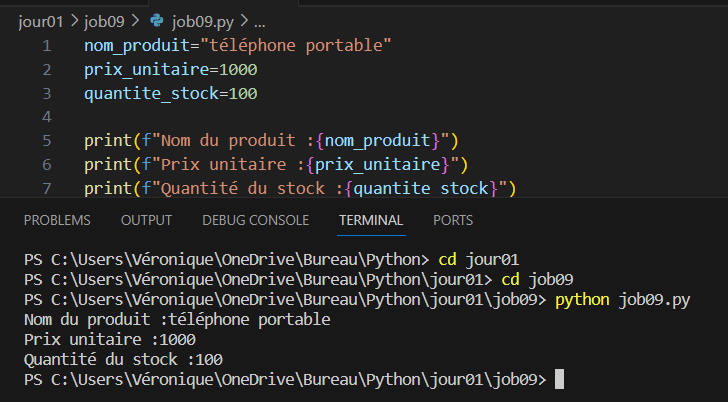 jour01 > job09 > job09.py > ...
1 nom_produit="téléphone portable"
2 prix_unitaire=1000
3 quantite_stock=100
4
5 print(f"Nom du produit :{nom_produit}")
6 print(f"Prix unitaire :{prix_unitaire}")
7 print(f"Quantité du stock :{quantite_stock}")
PROBLEMS OUTPUT DEBUG CONSOLE TERMINAL PORTS
PS C:\Users\Véronique\OneDrive\Bureau\Python> cd jour01
PS C:\Users\Véronique\OneDrive\Bureau\Python\jour01> cd job09
PS C:\Users\Véronique\OneDrive\Bureau\Python\jour01\job09> python job09.py
Nom du produit :téléphone portable
Prix unitaire :1000
Quantité du stock :100
PS C:\Users\Véronique\OneDrive\Bureau\Python\jour01\job09>